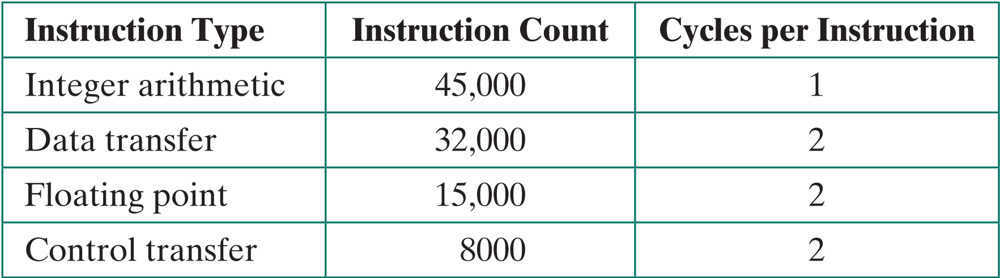 Instruction Type Instruction Count Cycles per Instruction
Integer arithmetic 45,000 1
Data transfer 32,000 2
Floating point 15,000 2
Control transfer 8000 2